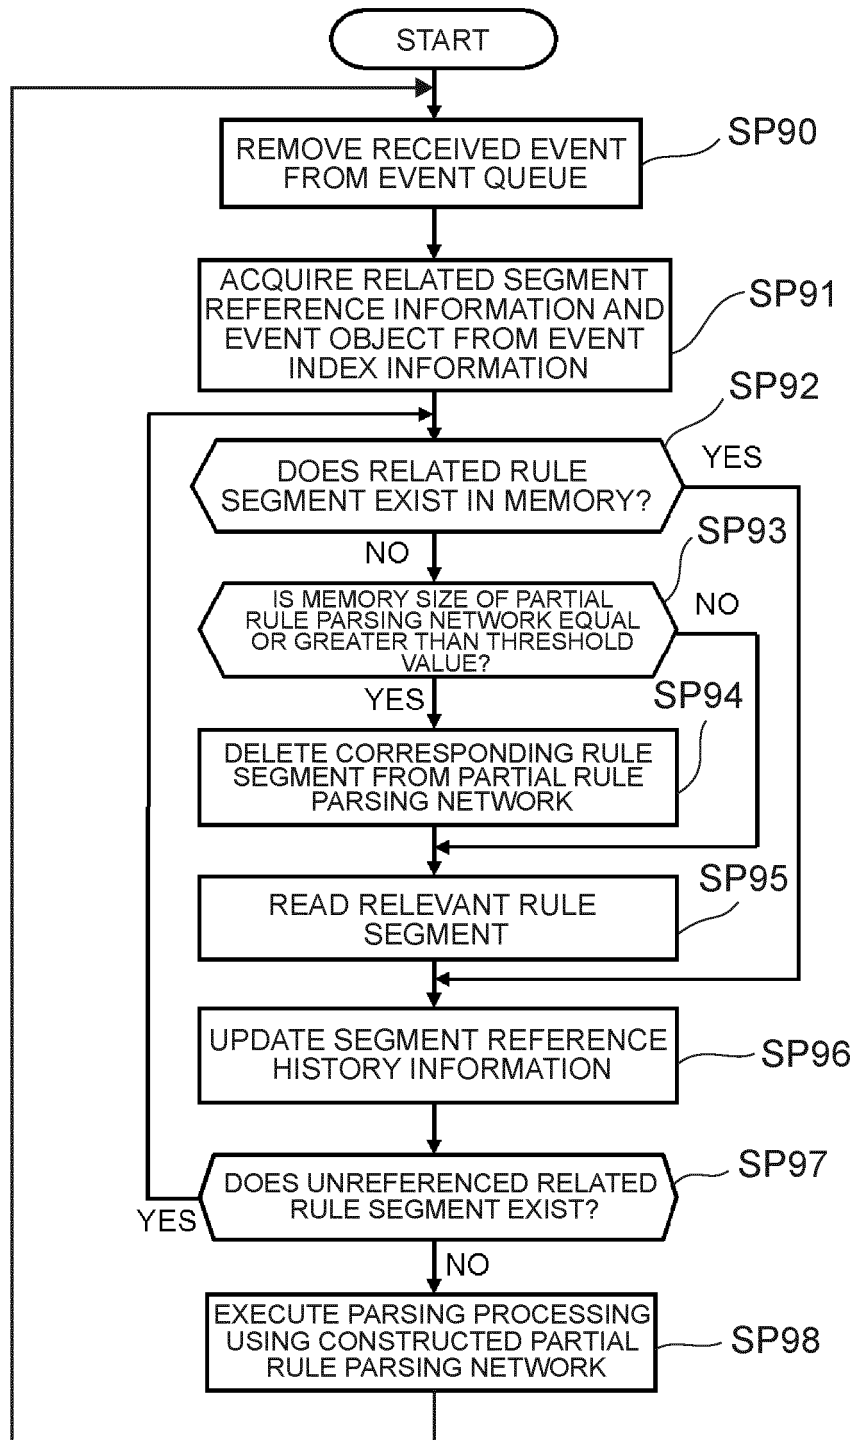 START
REMOVE RECEIVED EVENT
FROM EVENT QUEUE
SP90
ACQUIRE RELATED SEGMENT
REFERENCE INFORMATION AND
EVENT OBJECT FROM EVENT
INDEX INFORMATION
SP91
SP92
DOES RELATED RULE
SEGMENT EXIST IN MEMORY?
YES
NO
SP93
IS MEMORY SIZE OF PARTIAL
RULE PARSING NETWORK EQUAL
OR GREATER THAN THRESHOLD
VALUE?
NO
YES
SP94
DELETE CORRESPONDING RULE
SEGMENT FROM PARTIAL RULE
PARSING NETWORK
SP95
READ RELEVANT RULE
SEGMENT
UPDATE SEGMENT REFERENCE
HISTORY INFORMATION
SP96
DOES UNREFERENCED RELATED
RULE SEGMENT EXIST?
SP97
YES
NO
EXECUTE PARSING PROCESSING
USING CONSTRUCTED PARTIAL
RULE PARSING NETWORK
SP98